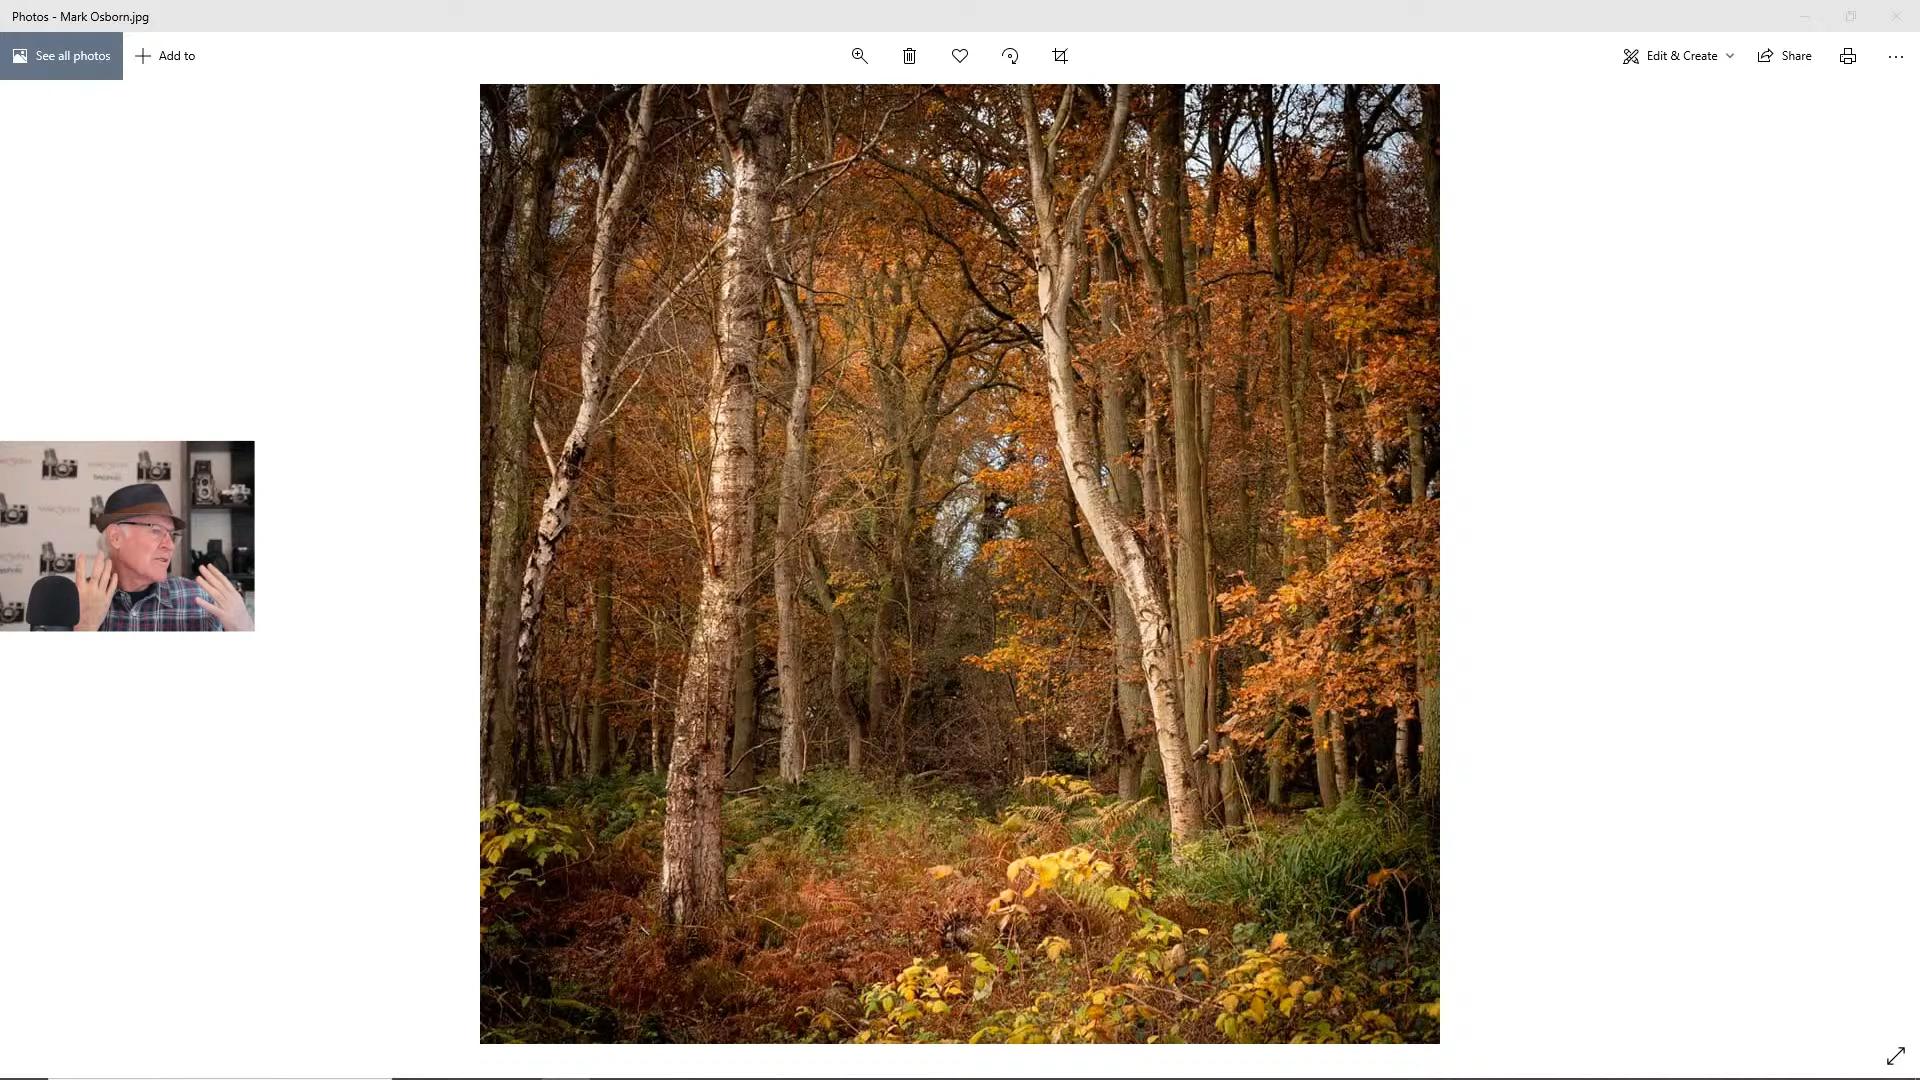 Photos - Mark Osborn.jpg
See all photos
Add to
Edit & Create
Share